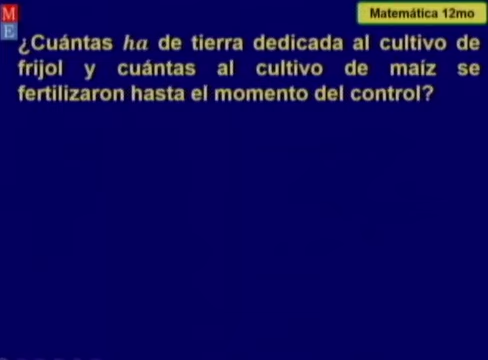 M
E
Matemática 12mo
¿Cuántas ha de tierra dedicada al cultivo de
frijol y cuántas al cultivo de maíz se
fertilizaron hasta el momento del control?